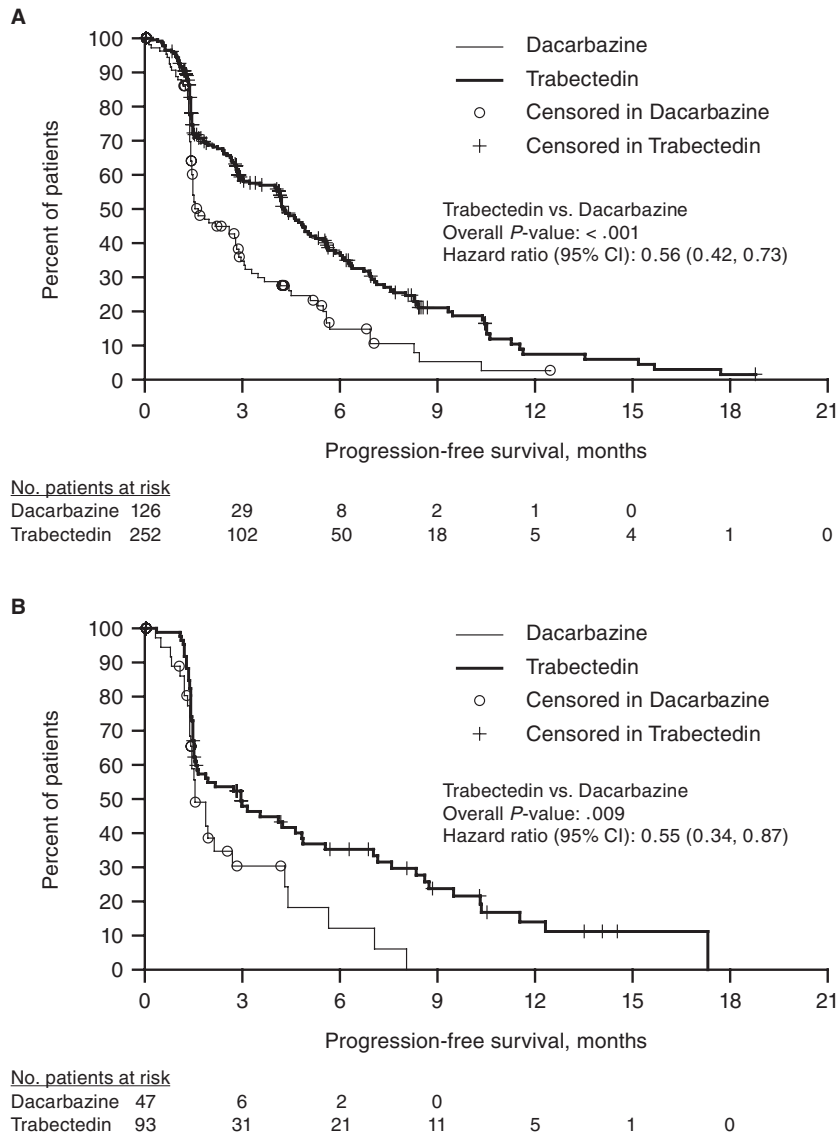 A
100
90
80
70
60
50
40
30
20
10
0
Percent of patients
Dacarbazine
Trabectedin
Censored in Dacarbazine
Censored in Trabectedin
Trabectedin vs. Dacarbazine
Overall P-value: < .001
Hazard ratio (95% CI): 0.56 (0.42, 0.73)
0 3 6 9 12 15 18 21
Progression-free survival, months
No. patients at risk
Dacarbazine 126 29 8 2 1 0
Trabectedin 252 102 50 18 5 4 1 0
B
100
90
80
70
60
50
40
30
20
10
0
Percent of patients
Dacarbazine
Trabectedin
Censored in Dacarbazine
Censored in Trabectedin
Trabectedin vs. Dacarbazine
Overall P-value: .009
Hazard ratio (95% CI): 0.55 (0.34, 0.87)
0 3 6 9 12 15 18 21
Progression-free survival, months
No. patients at risk
Dacarbazine 47 6 2 0
Trabectedin 93 31 21 11 5 1 0